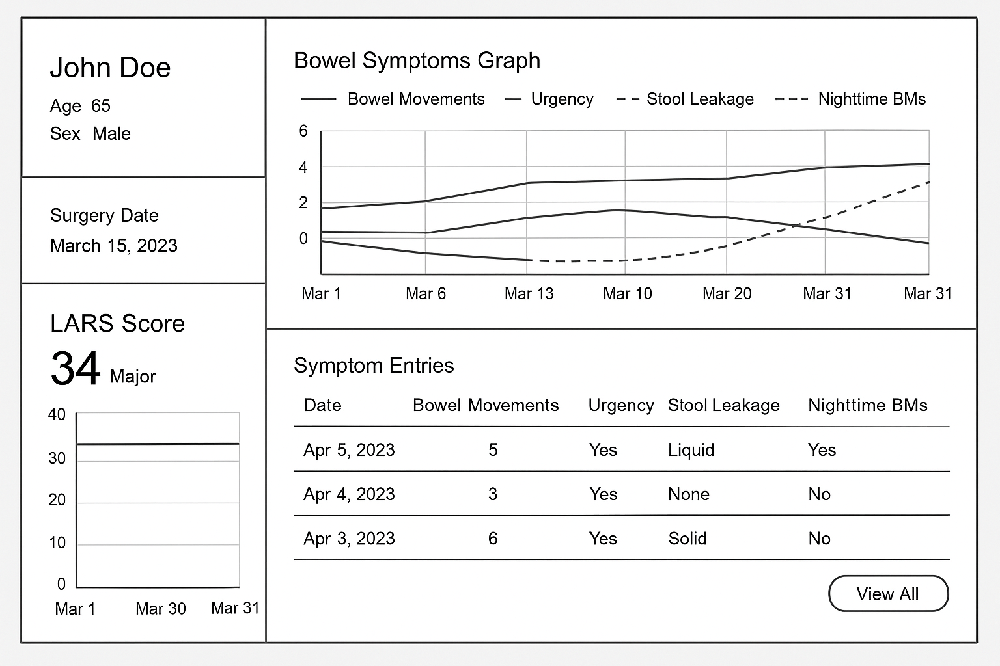 John Doe
Age 65
Sex Male
Surgery Date
March 15, 2023
LARS Score
34 Major
40
30
20
10
0
Mar 1 Mar 30 Mar 31
Bowel Symptoms Graph
Bowel Movements Urgency Stool Leakage Nighttime BMs
6
4
2
0
Mar 1 Mar 6 Mar 13 Mar 10 Mar 20 Mar 31 Mar 31
Symptom Entries
Date Bowel Movements Urgency Stool Leakage Nighttime BMs
Apr 5, 2023 5 Yes Liquid Yes
Apr 4, 2023 3 Yes None No
Apr 3, 2023 6 Yes Solid No
View All